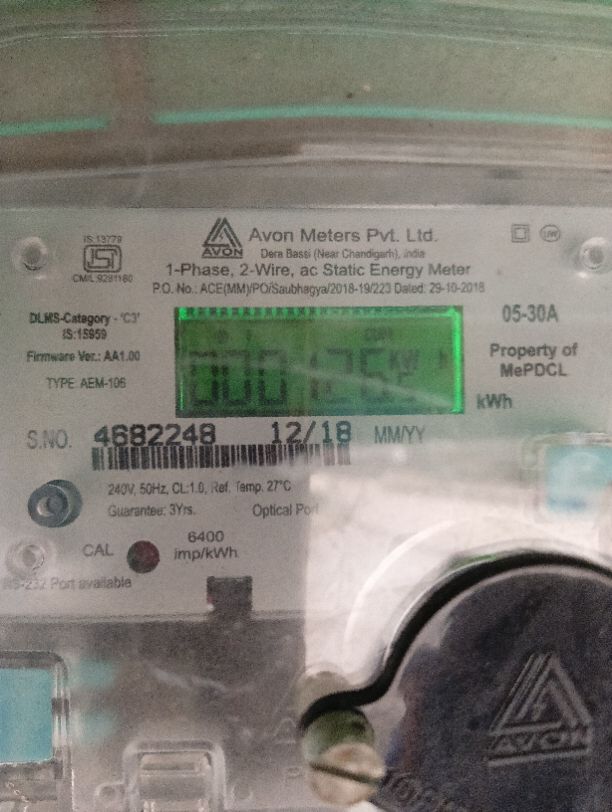 Avon Meters Pvt. Ltd.
AVON
Dera Bassi (Near Chandigarh), India
1-Phase, 2-Wire, ac Static Energy Meter
P.O. No.: ACE(MM)/PO/Saubhagya/2018-19/223 Dated: 29-10-2018
IS:13779
ISI
CM/L 9281160
DLMS-Category - 'C3'
IS:15959
Firmware Ver.: AA1.00
TYPE AEM-106
05-30A
Property of
MePDCL
CUM
000126
kWh
S.NO. 4682248 12/18 MM/YY
240V, 50Hz, CL:1.0, Ref. Temp. 27°C
Guarantee: 3Yrs. Optical Port
CAL
6400
imp/kWh
RS-232 Port available
AVON